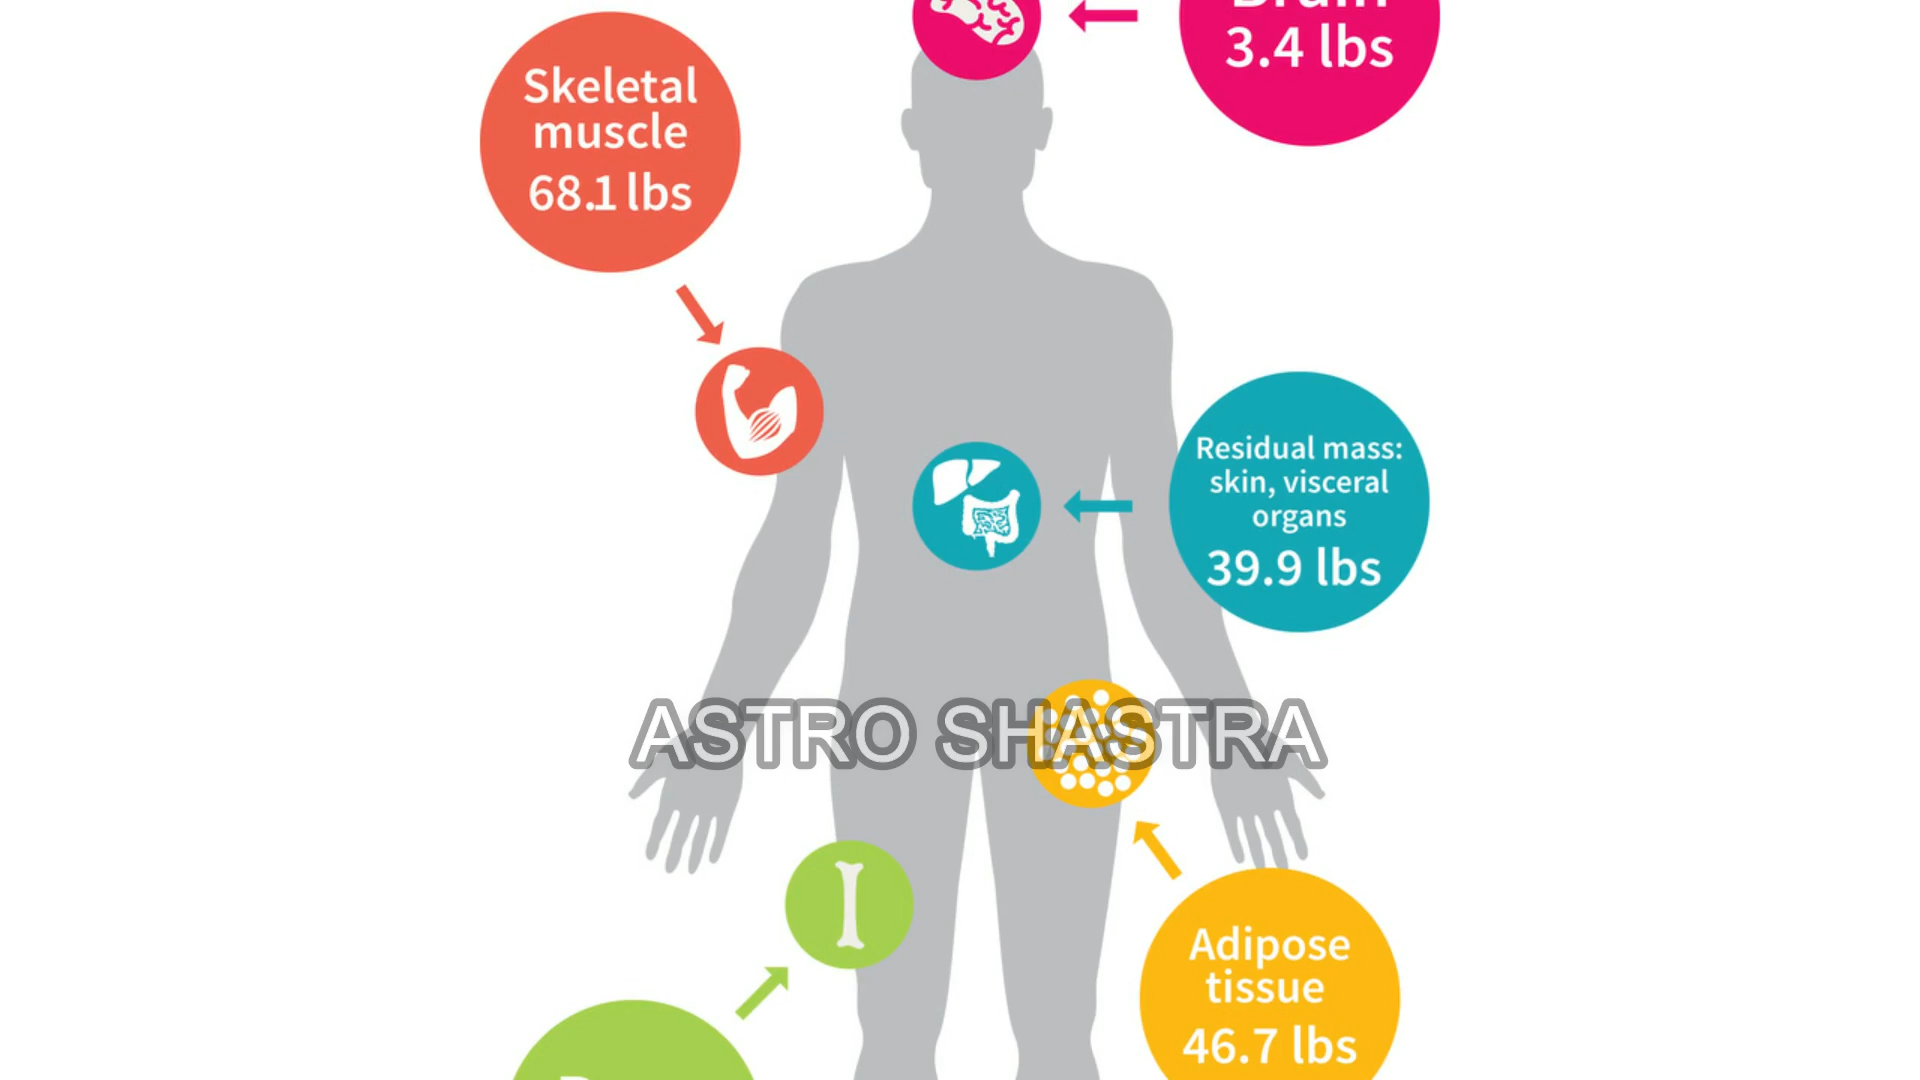 Brain
3.4 lbs
Skeletal
muscle
68.1 lbs
Residual mass:
skin, visceral
organs
39.9 lbs
ASTRO SHASTRA
Adipose
tissue
46.7 lbs